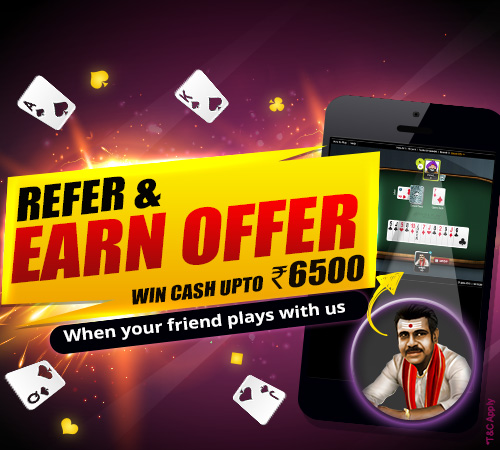 REFER &
EARN OFFER
WIN CASH UPTO ₹6500
When your friend plays with us
A
K
Q
J
*T&C Apply